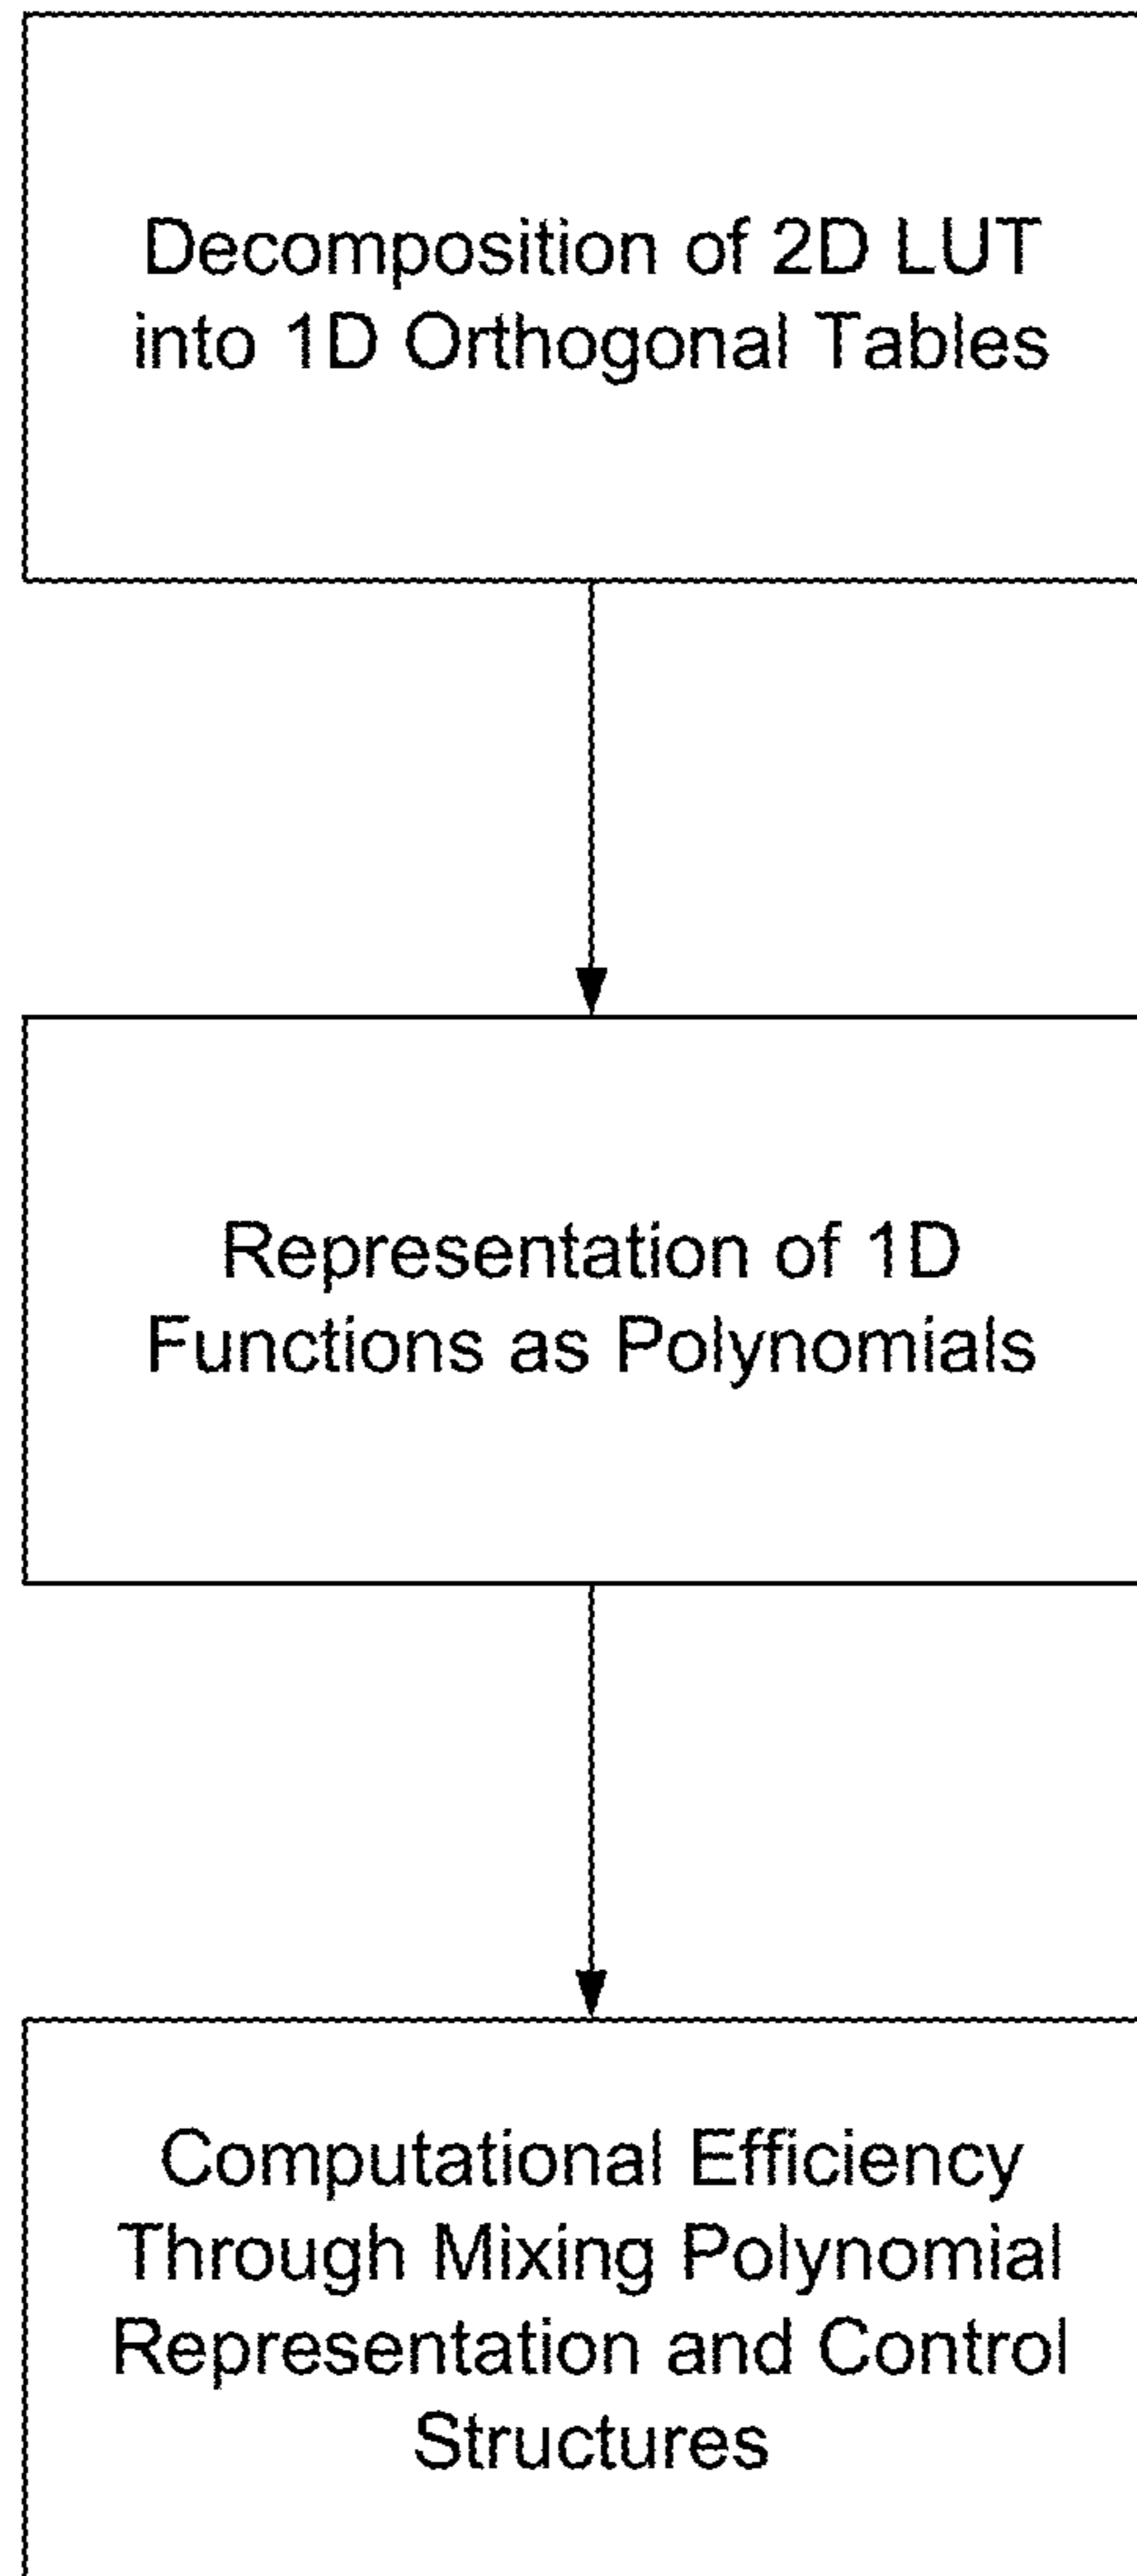 Decomposition of 2D LUT
into 1D Orthogonal Tables
Representation of 1D
Functions as Polynomials
Computational Efficiency
Through Mixing Polynomial
Representation and Control
Structures